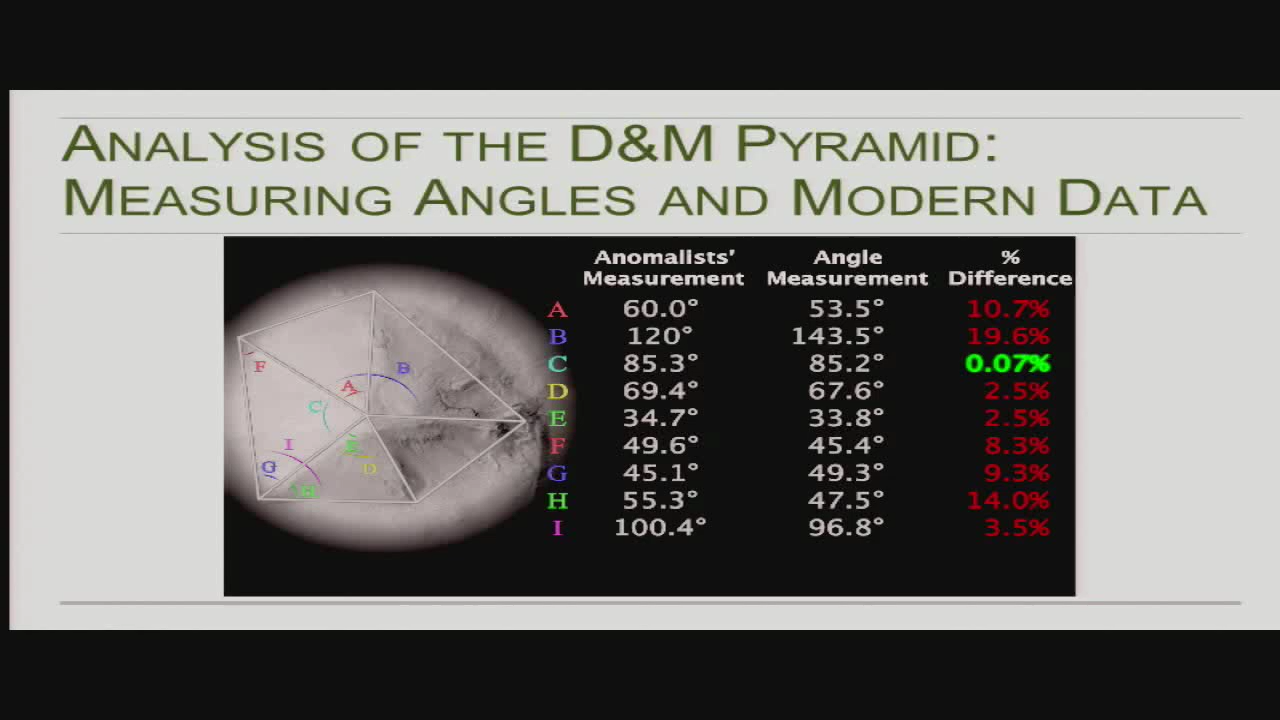 ANALYSIS OF THE D&M PYRAMID:
MEASURING ANGLES AND MODERN DATA
Anomalists' Measurement Angle Measurement % Difference
A 60.0° 53.5° 10.7%
B 120° 143.5° 19.6%
C 85.3° 85.2° 0.07%
D 69.4° 67.6° 2.5%
E 34.7° 33.8° 2.5%
F 49.6° 45.4° 8.3%
G 45.1° 49.3° 9.3%
H 55.3° 47.5° 14.0%
I 100.4° 96.8° 3.5%
F
B
A
C
I
E
G
D
H